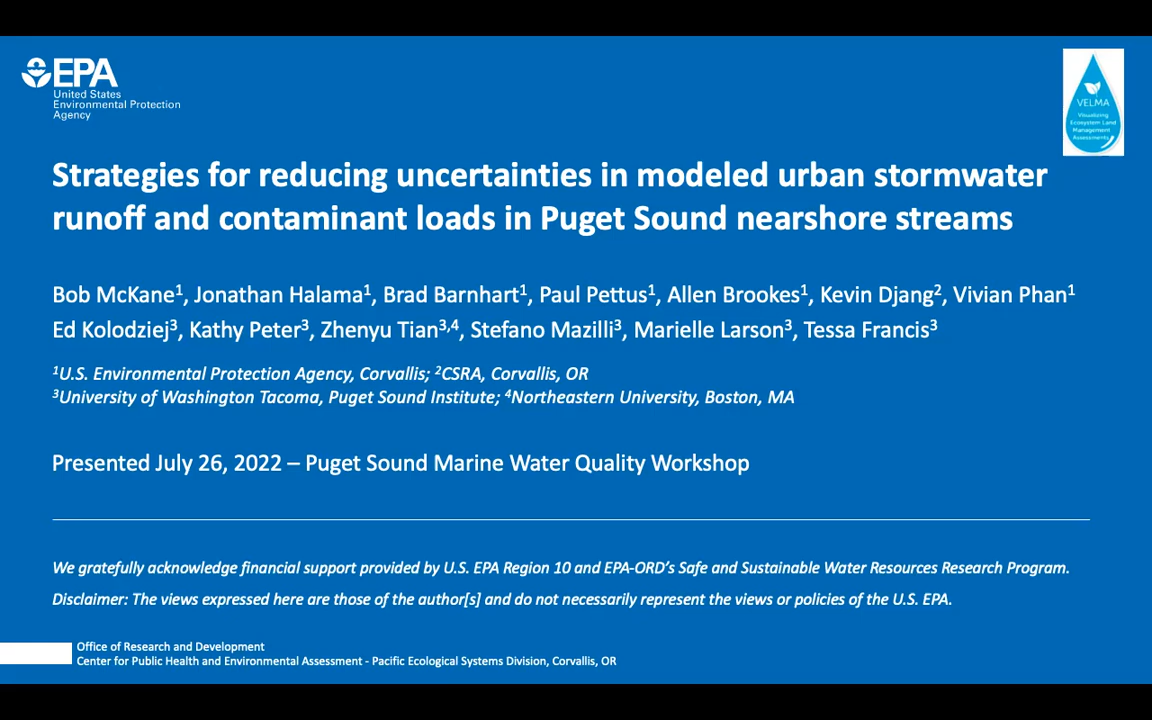 EPA
United States
Environmental Protection
Agency
VELMA
Visualizing
Ecosystem Land
Management
Assessments
Strategies for reducing uncertainties in modeled urban stormwater
runoff and contaminant loads in Puget Sound nearshore streams
Bob McKane¹, Jonathan Halama¹, Brad Barnhart¹, Paul Pettus¹, Allen Brookes¹, Kevin Djang², Vivian Phan¹
Ed Kolodziej³, Kathy Peter³, Zhenyu Tian³,⁴, Stefano Mazilli³, Marielle Larson³, Tessa Francis³
¹U.S. Environmental Protection Agency, Corvallis; ²CSRA, Corvallis, OR
³University of Washington Tacoma, Puget Sound Institute; ⁴Northeastern University, Boston, MA
Presented July 26, 2022 – Puget Sound Marine Water Quality Workshop
We gratefully acknowledge financial support provided by U.S. EPA Region 10 and EPA-ORD's Safe and Sustainable Water Resources Research Program.
Disclaimer: The views expressed here are those of the author[s] and do not necessarily represent the views or policies of the U.S. EPA.
Office of Research and Development
Center for Public Health and Environmental Assessment - Pacific Ecological Systems Division, Corvallis, OR